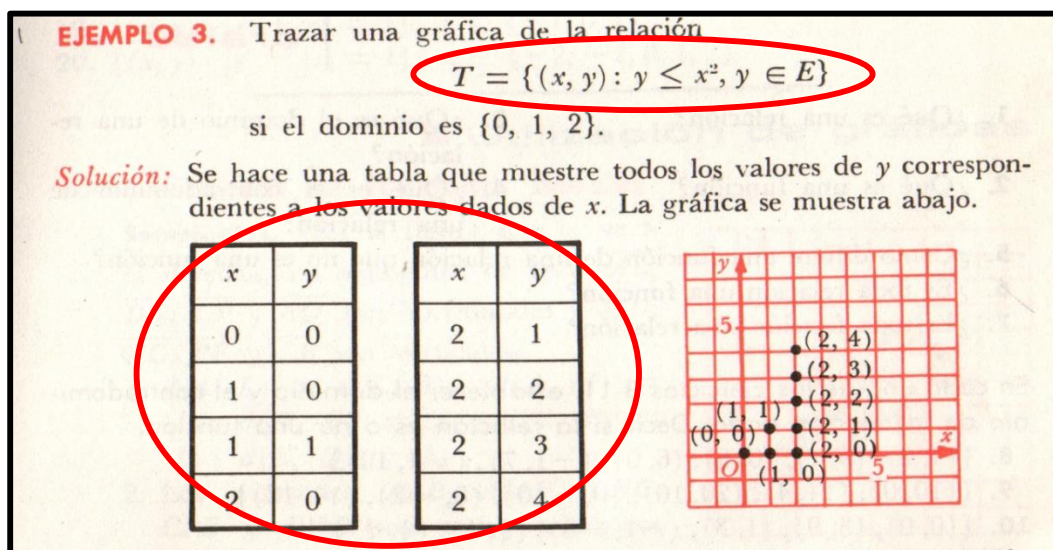 EJEMPLO 3. Trazar una gráfica de la relación
T = {(x, y): y ≤ x², y ∈ E}
si el dominio es {0, 1, 2}.
Solución: Se hace una tabla que muestre todos los valores de y correspon-
dientes a los valores dados de x. La gráfica se muestra abajo.
x y
0 0
1 0
1 1
2 0
x y
2 1
2 2
2 3
2 4
y
5
(2, 4)
(2, 3)
(2, 2)
(1, 1)
(2, 1)
(0, 0)
x
(2, 0)
O
(1, 0)
5